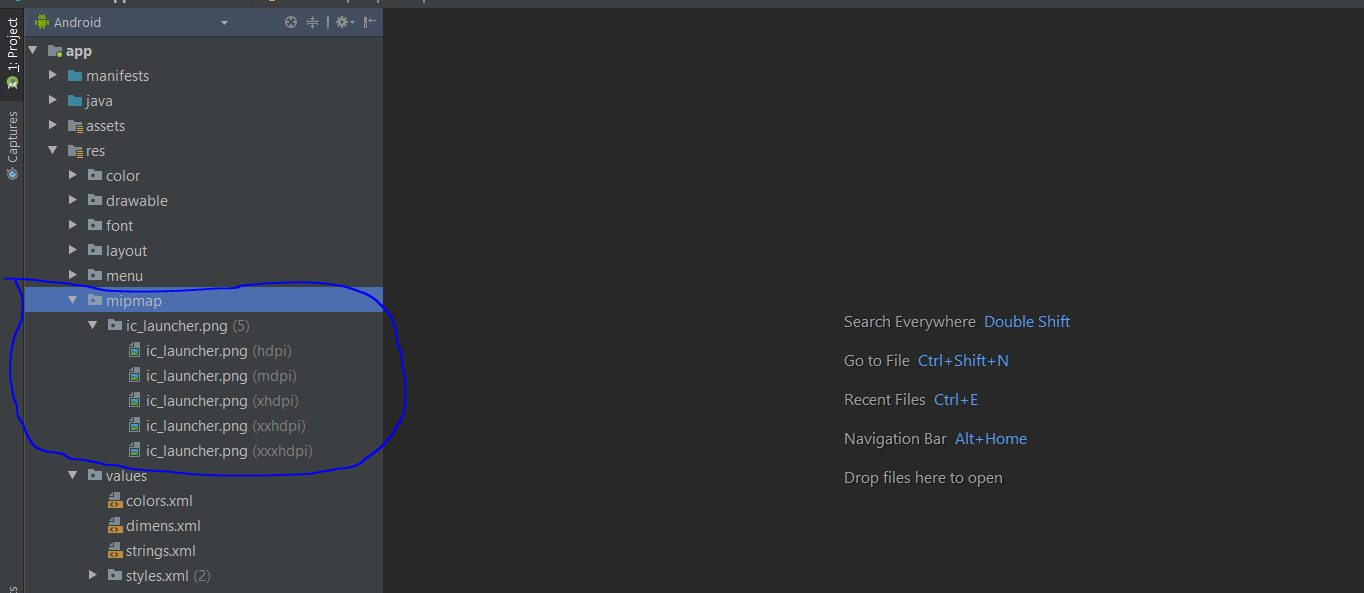 Android
1: Project
Captures
app
manifests
java
assets
res
color
drawable
font
layout
menu
mipmap
ic_launcher.png (5)
ic_launcher.png (hdpi)
ic_launcher.png (mdpi)
ic_launcher.png (xhdpi)
ic_launcher.png (xxhdpi)
ic_launcher.png (xxxhdpi)
values
colors.xml
dimens.xml
strings.xml
styles.xml (2)
Search Everywhere Double Shift
Go to File Ctrl+Shift+N
Recent Files Ctrl+E
Navigation Bar Alt+Home
Drop files here to open